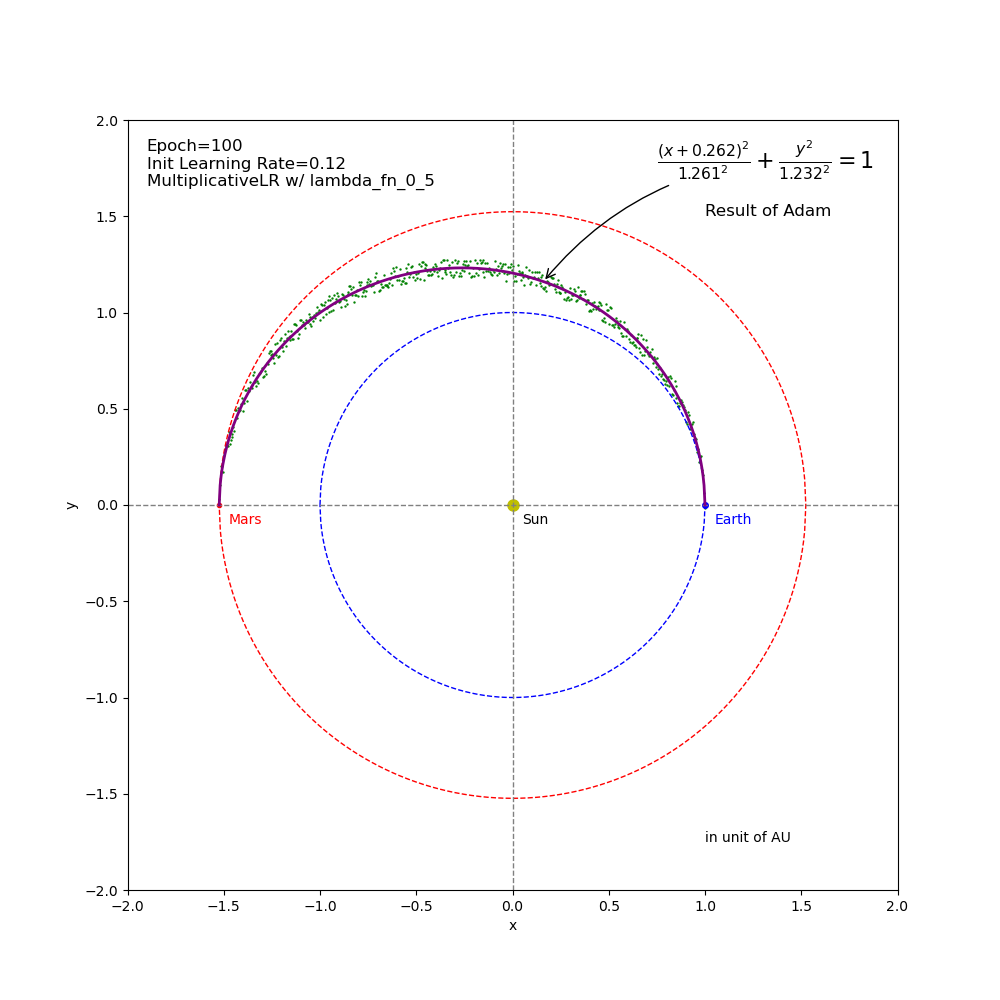 Epoch=100
Init Learning Rate=0.12
MultiplicativeLR w/ lambda_fn_0_5
(x + 0.262)² / 1.261² + y² / 1.232² = 1
Result of Adam
Mars
Sun
Earth
in unit of AU
2.0
1.5
1.0
0.5
0.0
−0.5
−1.0
−1.5
−2.0
y
−2.0 −1.5 −1.0 −0.5 0.0 0.5 1.0 1.5 2.0
x